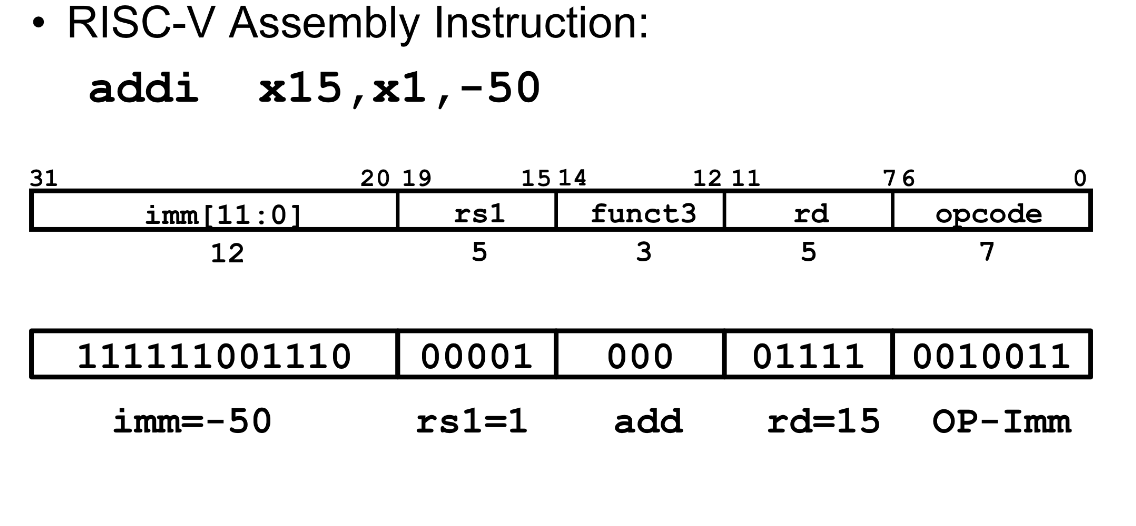 • RISC-V Assembly Instruction:
addi x15,x1,-50
31 20 19 15 14 12 11 7 6 0
imm[11:0] rs1 funct3 rd opcode
12 5 3 5 7
111111001110 00001 000 01111 0010011
imm=-50 rs1=1 add rd=15 OP-Imm